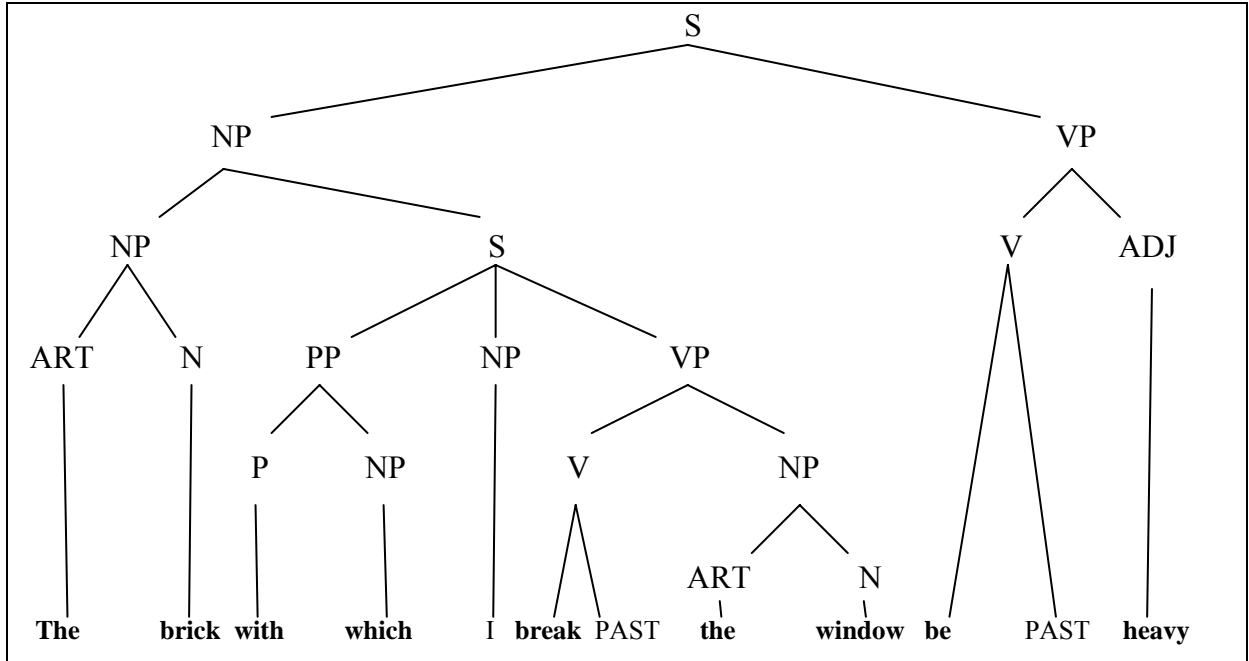 S
NP VP
NP S V ADJ
ART N PP NP VP
P NP V NP
ART N
The brick with which I break PAST the window be PAST heavy